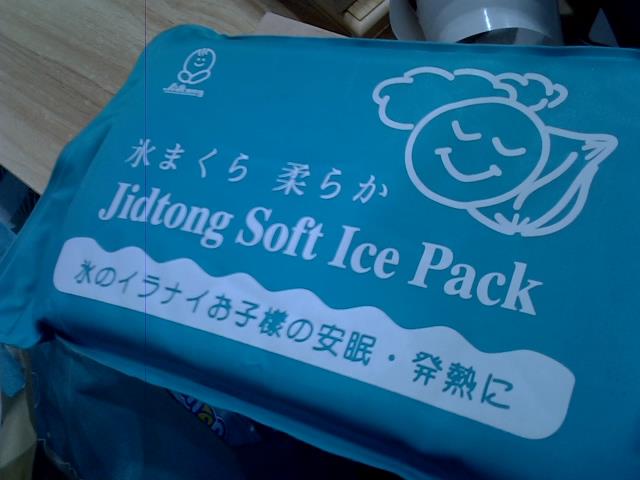 氷まくら 柔らか
Jidtong Soft Ice Pack
氷のイラナイお子様の安眠・発熱に